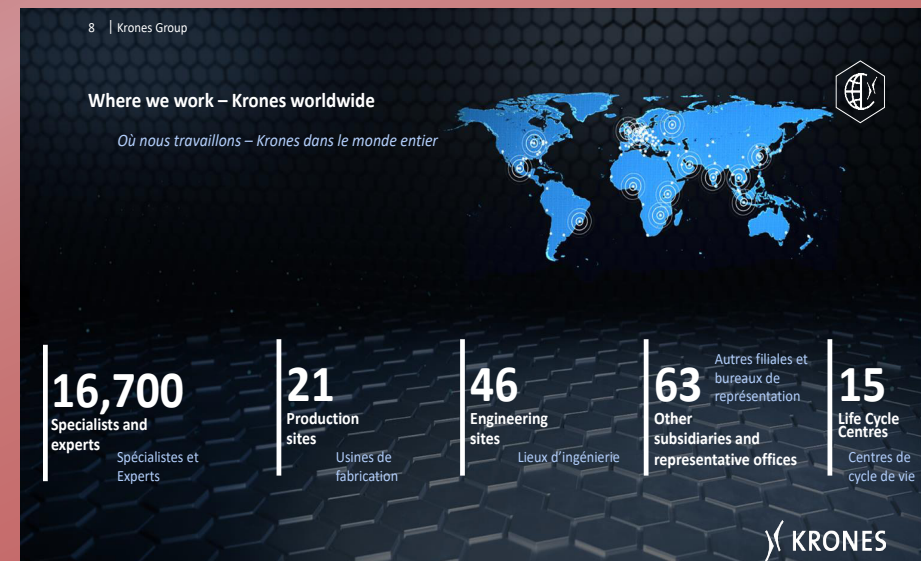 8 | Krones Group
Where we work – Krones worldwide
Où nous travaillons – Krones dans le monde entier
16,700
Specialists and
experts
Spécialistes et
Experts
21
Production
sites
Usines de
fabrication
46
Engineering
sites
Lieux d'ingénierie
63
Other
subsidiaries and
representative offices
Autres filiales et
bureaux de
représentation
15
Life Cycle
Centres
Centres de
cycle de vie
KRONES